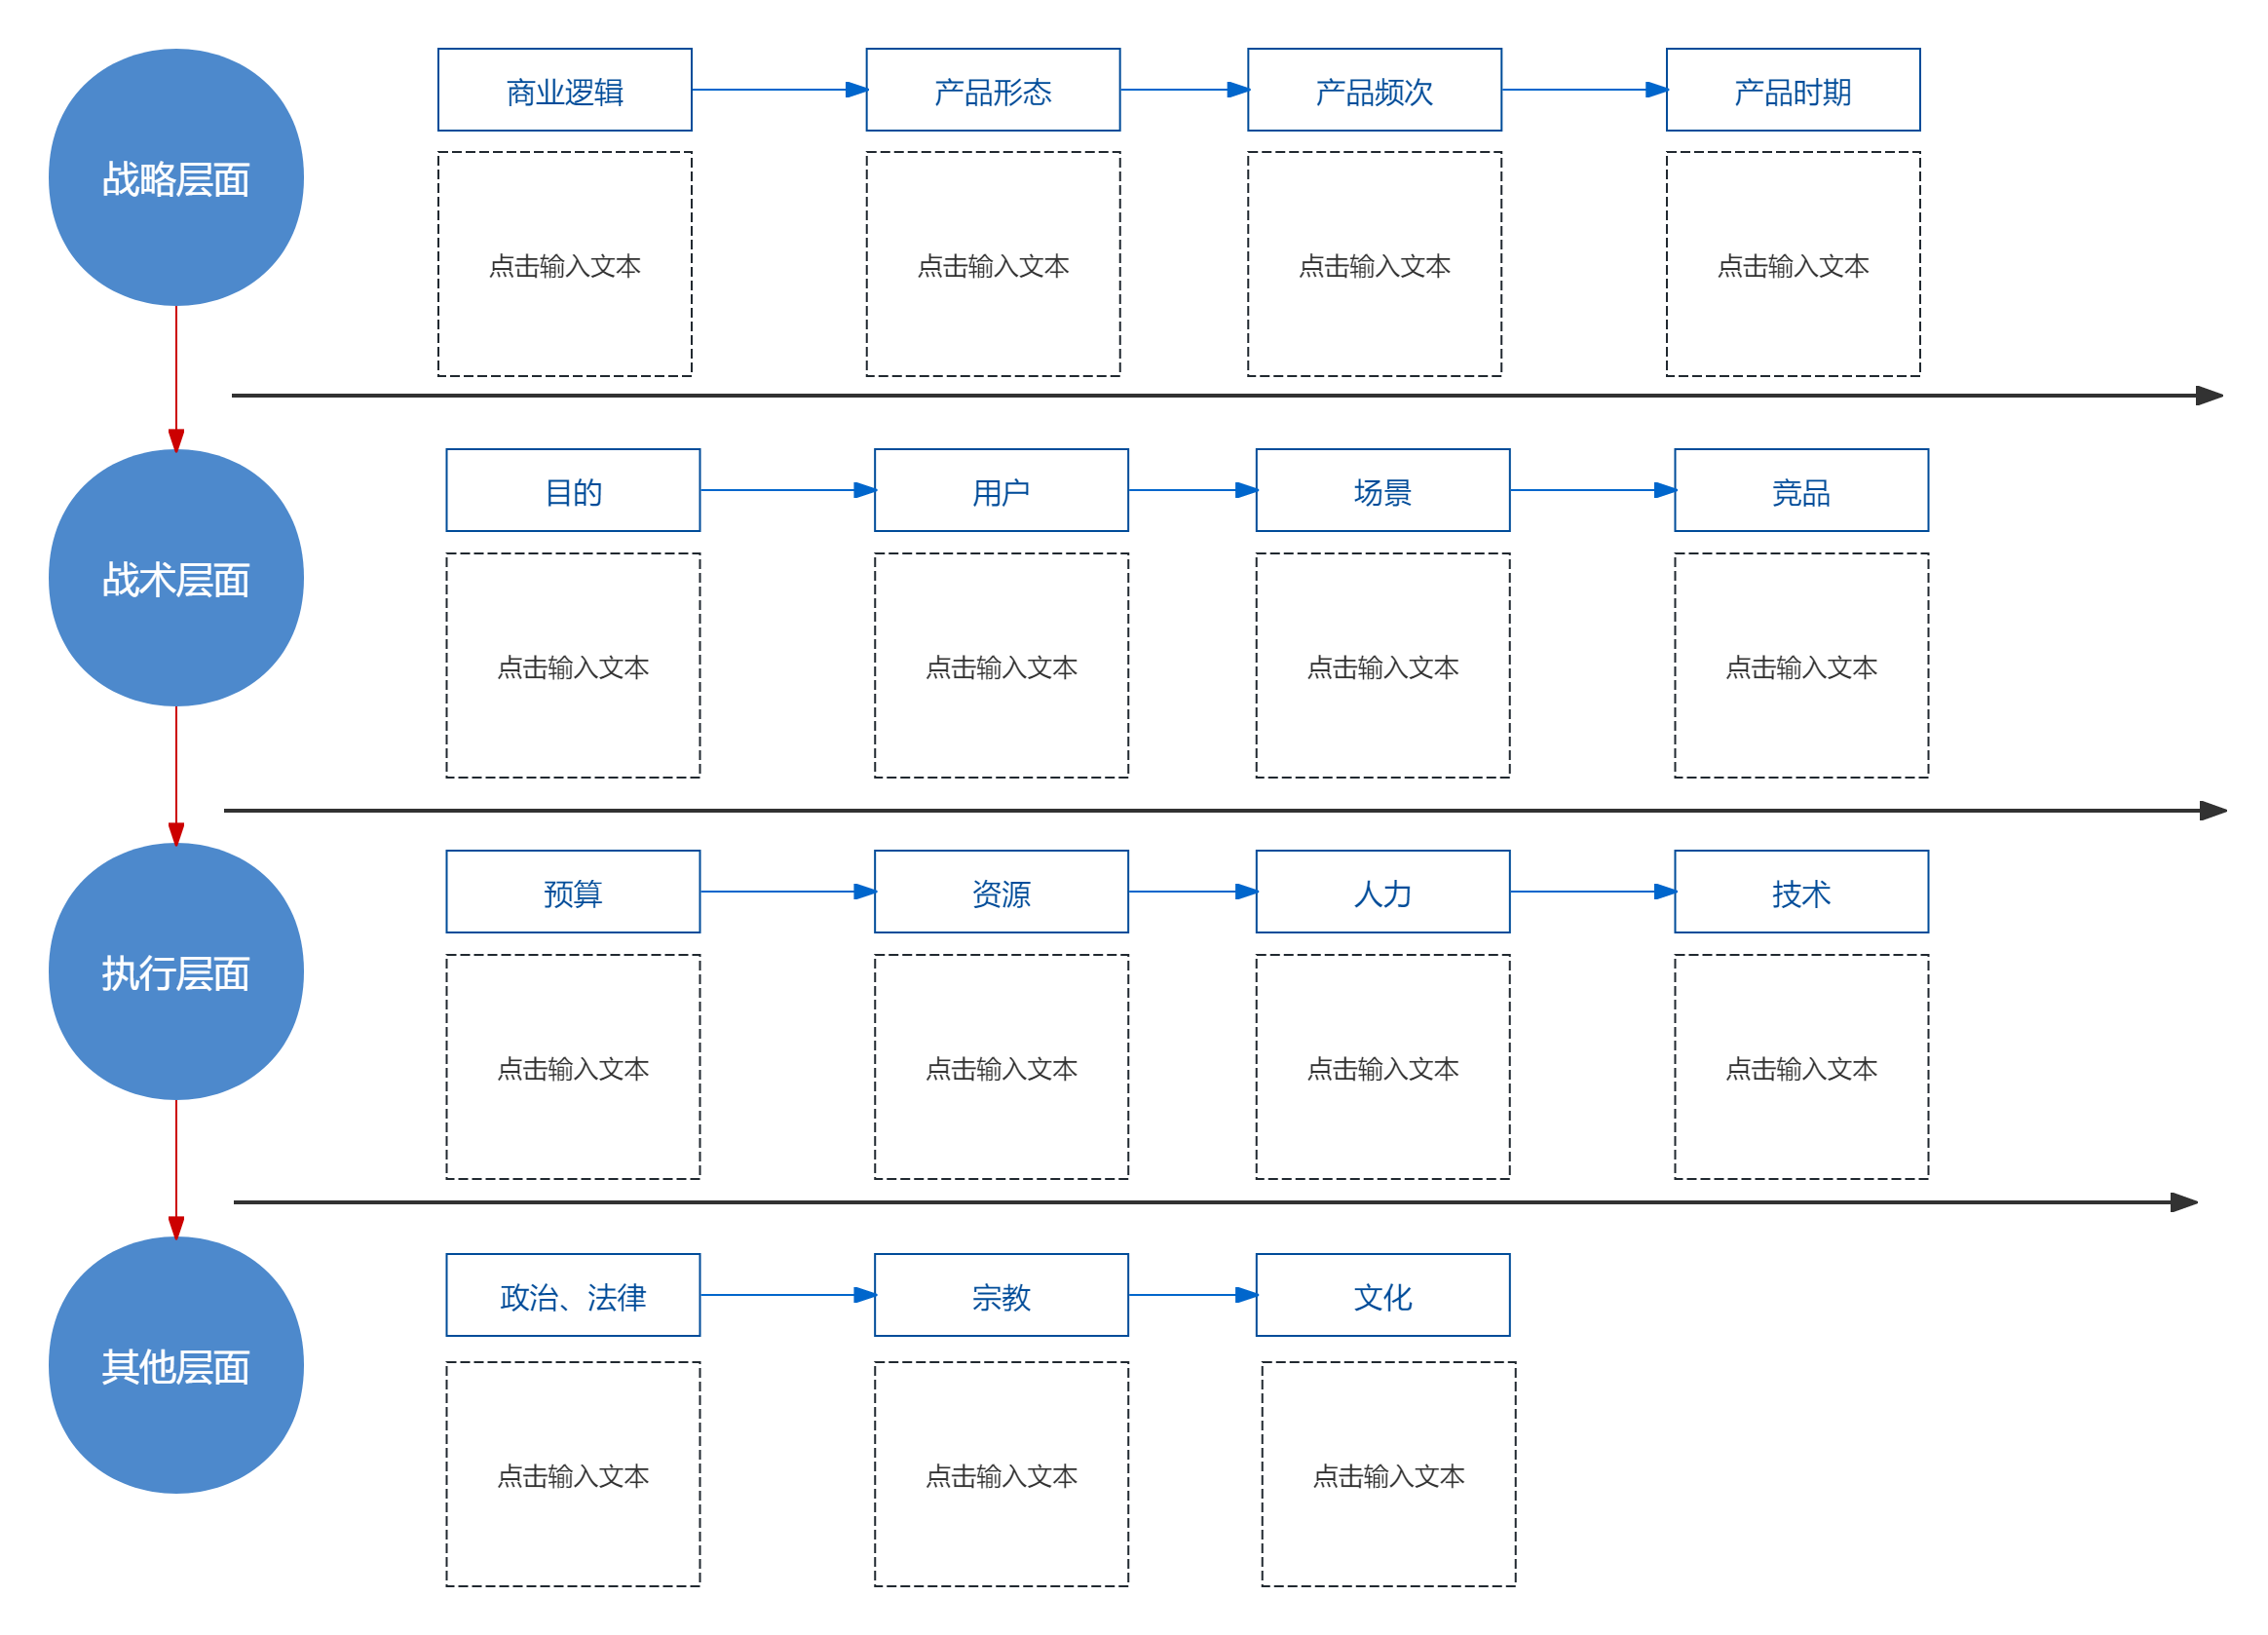 战略层面
商业逻辑
产品形态
产品频次
产品时期
点击输入文本
点击输入文本
点击输入文本
点击输入文本
战术层面
目的
用户
场景
竞品
点击输入文本
点击输入文本
点击输入文本
点击输入文本
执行层面
预算
资源
人力
技术
点击输入文本
点击输入文本
点击输入文本
点击输入文本
其他层面
政治、法律
宗教
文化
点击输入文本
点击输入文本
点击输入文本